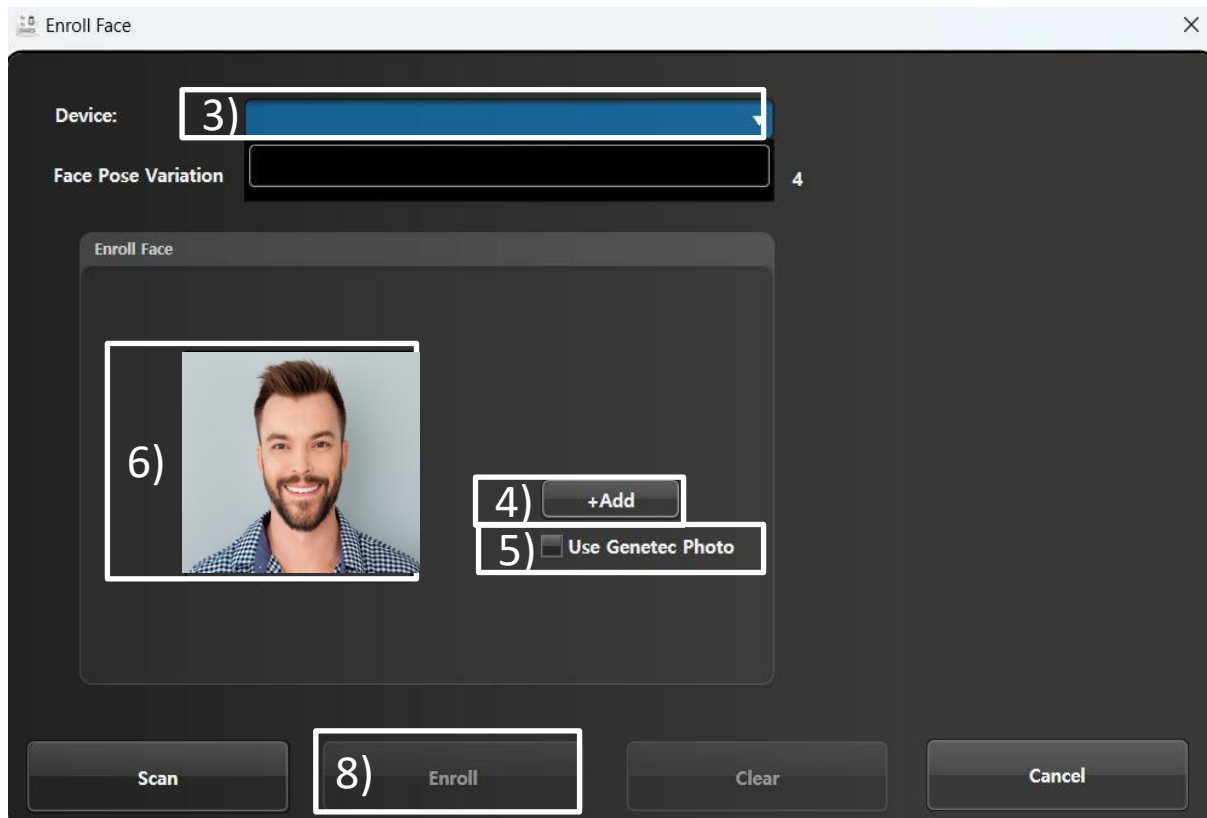 Enroll Face
Device:
3)
Face Pose Variation
4
Enroll Face
6)
4) +Add
5) Use Genetec Photo
Scan
8) Enroll
Clear
Cancel